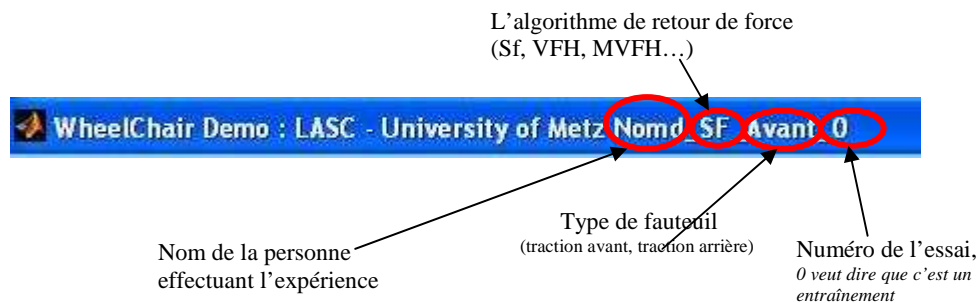 L’algorithme de retour de force
(Sf, VFH, MVFH…)
WheelChair Demo : LASC - University of Metz Nomd_SF_Avant_0
Type de fauteuil
(traction avant, traction arrière)
Nom de la personne
effectuant l’expérience
Numéro de l’essai,
0 veut dire que c’est un
entraînement